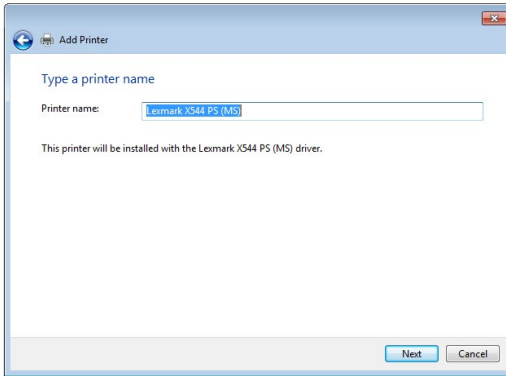 Add Printer
Type a printer name
Printer name: Lexmark X544 PS (MS)
This printer will be installed with the Lexmark X544 PS (MS) driver.
Next Cancel